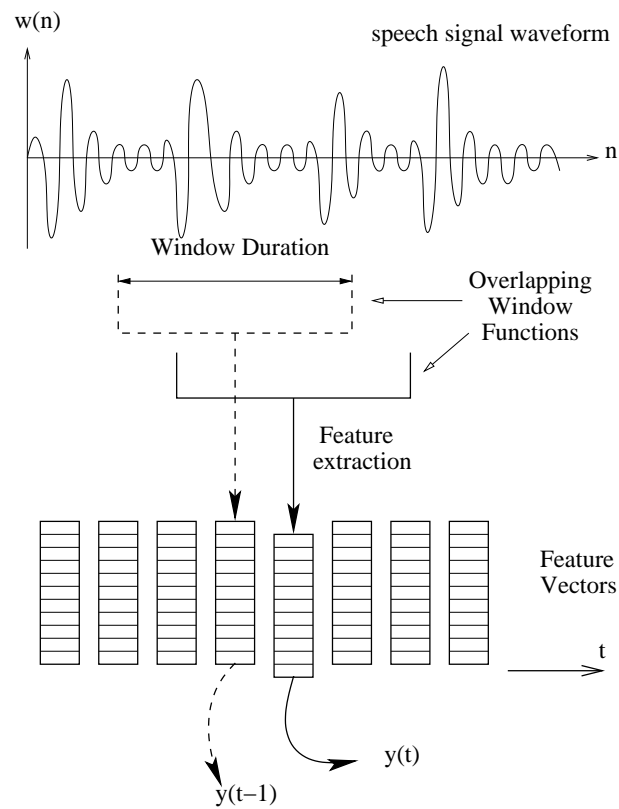 w(n)
speech signal waveform
n
Window Duration
Overlapping
Window
Functions
Feature
extraction
Feature
Vectors
t
y(t)
y(t−1)